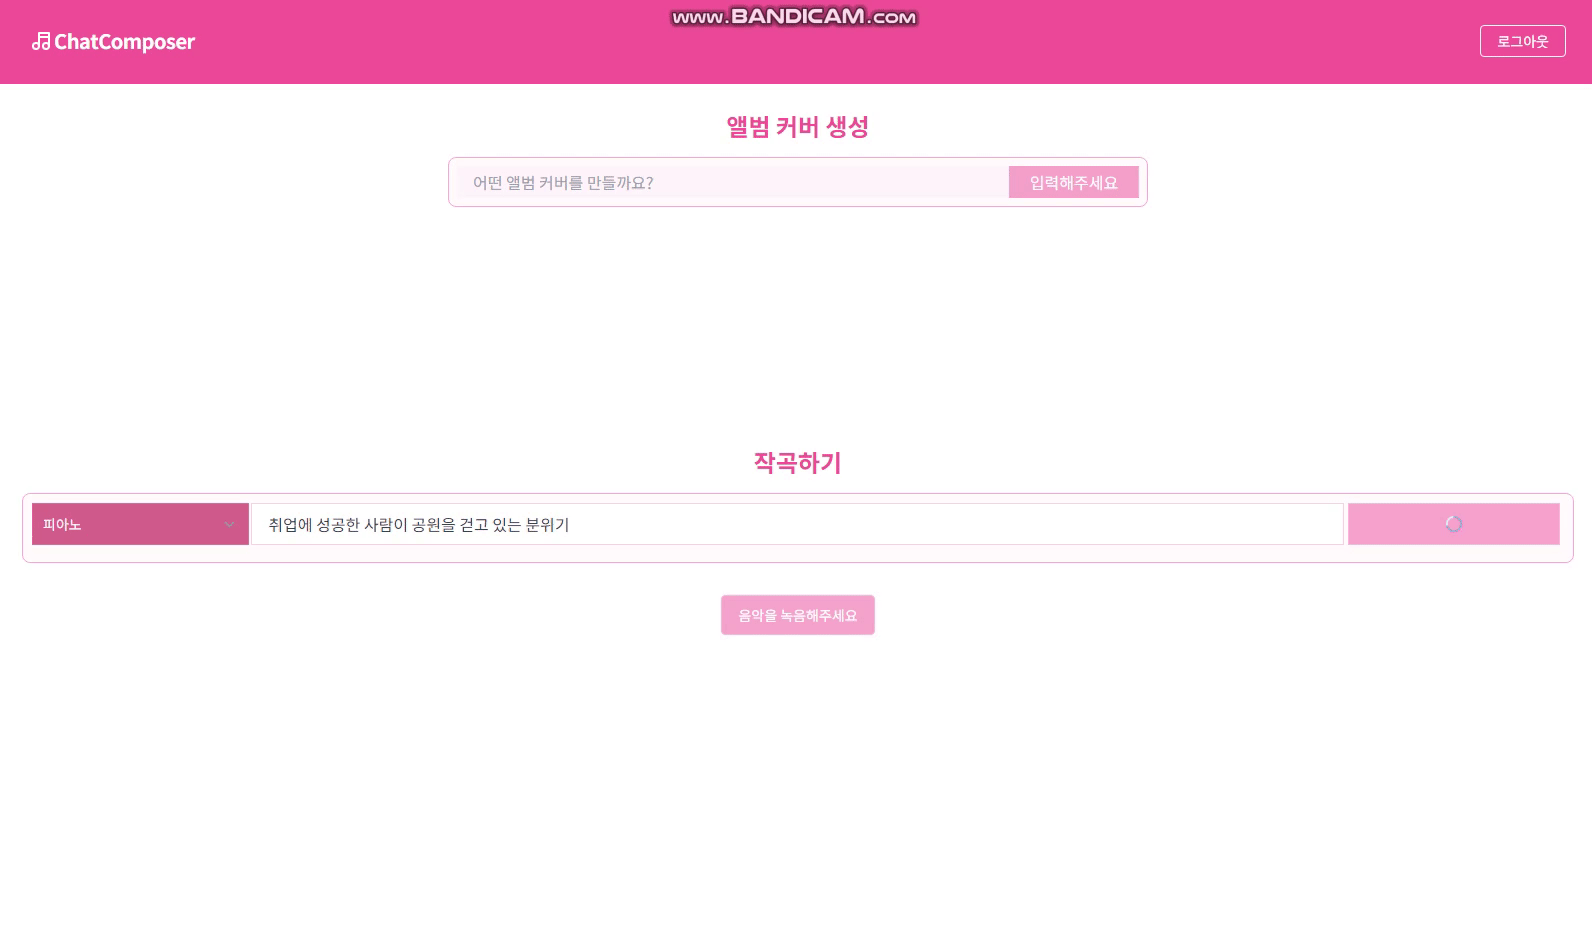 www.BANDICAM.com
ChatComposer
로그아웃
앨범 커버 생성
어떤 앨범 커버를 만들까요?
입력해주세요
작곡하기
피아노
취업에 성공한 사람이 공원을 걷고 있는 분위기
음악을 녹음해주세요